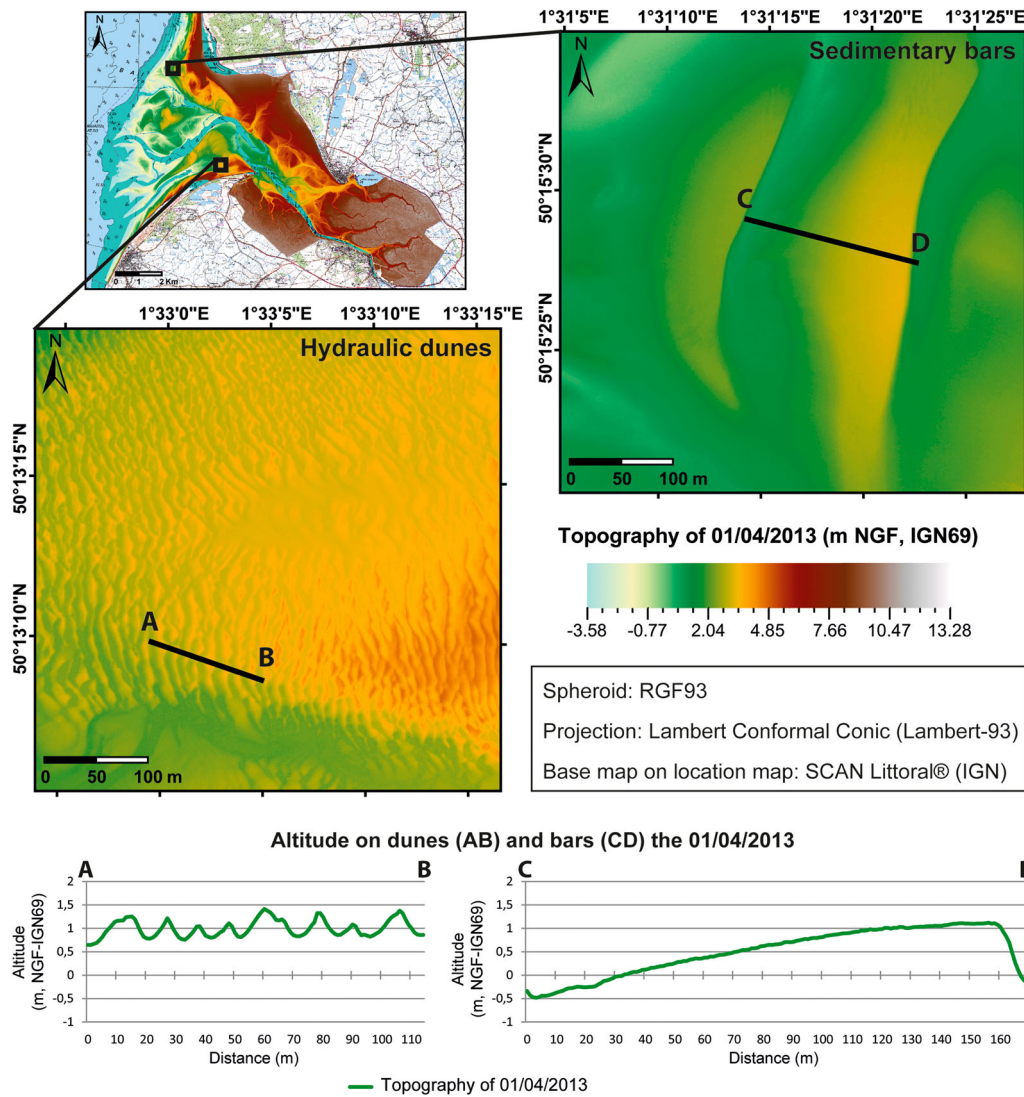 N
0 1 2 Km
1°31'5"E 1°31'10"E 1°31'15"E 1°31'20"E 1°31'25"E
N
Sedimentary bars
50°15'30"N
50°15'25"N
C
D
0 50 100 m
1°33'0"E 1°33'5"E 1°33'10"E 1°33'15"E
N
Hydraulic dunes
50°13'15"N
50°13'10"N
A
B
0 50 100 m
Topography of 01/04/2013 (m NGF, IGN69)
-3.58 -0.77 2.04 4.85 7.66 10.47 13.28
Spheroid: RGF93
Projection: Lambert Conformal Conic (Lambert-93)
Base map on location map: SCAN Littoral® (IGN)
Altitude on dunes (AB) and bars (CD) the 01/04/2013
A B
Altitude
(m, NGF-IGN69)
2
1,5
1
0,5
0
-0,5
-1
0 10 20 30 40 50 60 70 80 90 100 110
Distance (m)
C
Altitude
(m, NGF-IGN69)
2
1,5
1
0,5
0
-0,5
-1
0 10 20 30 40 50 60 70 80 90 100 110 120 130 140 150 160
Distance (m)
Topography of 01/04/2013